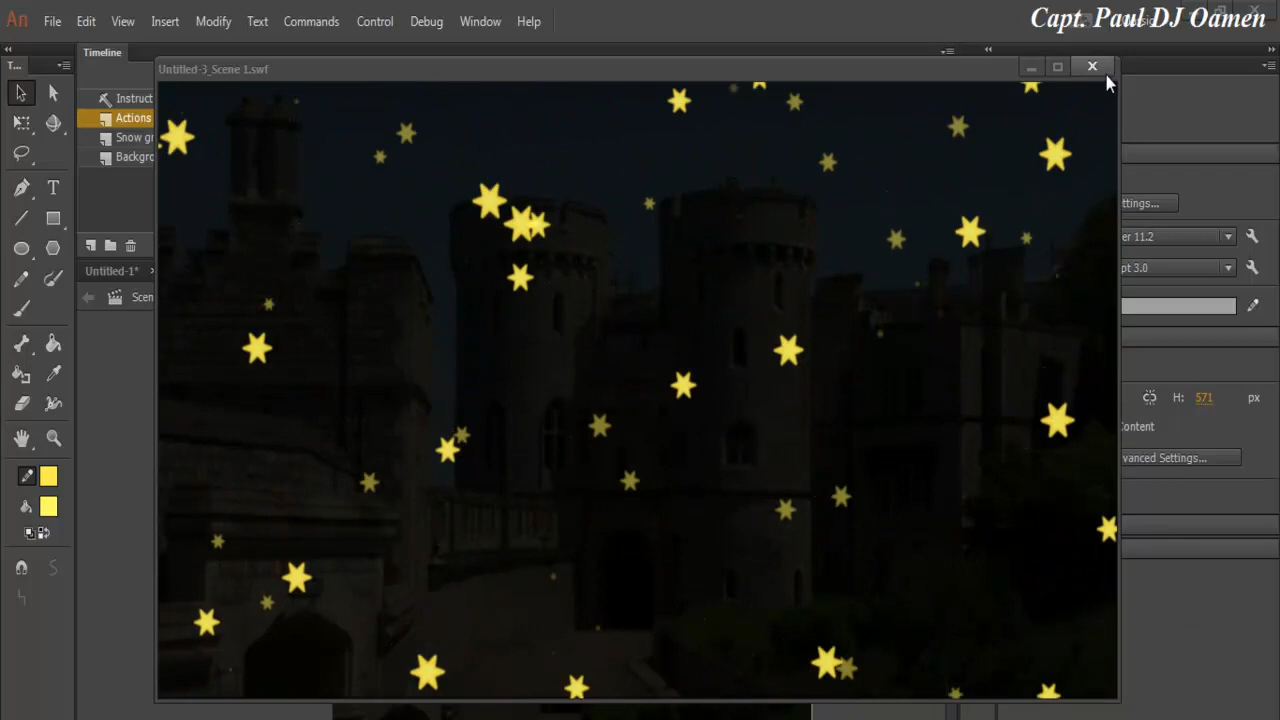 An File Edit View Insert Modify Text Commands Control Debug Window Help
Capt. Paul DJ Oamen
T... Timeline
Untitled-3_Scene 1.swf
Instruct
Actions
Snow gr
Backgro
ttings...
er 11.2
Untitled-1*
pt 3.0
Scen
H: 571 px
Content
vanced Settings...